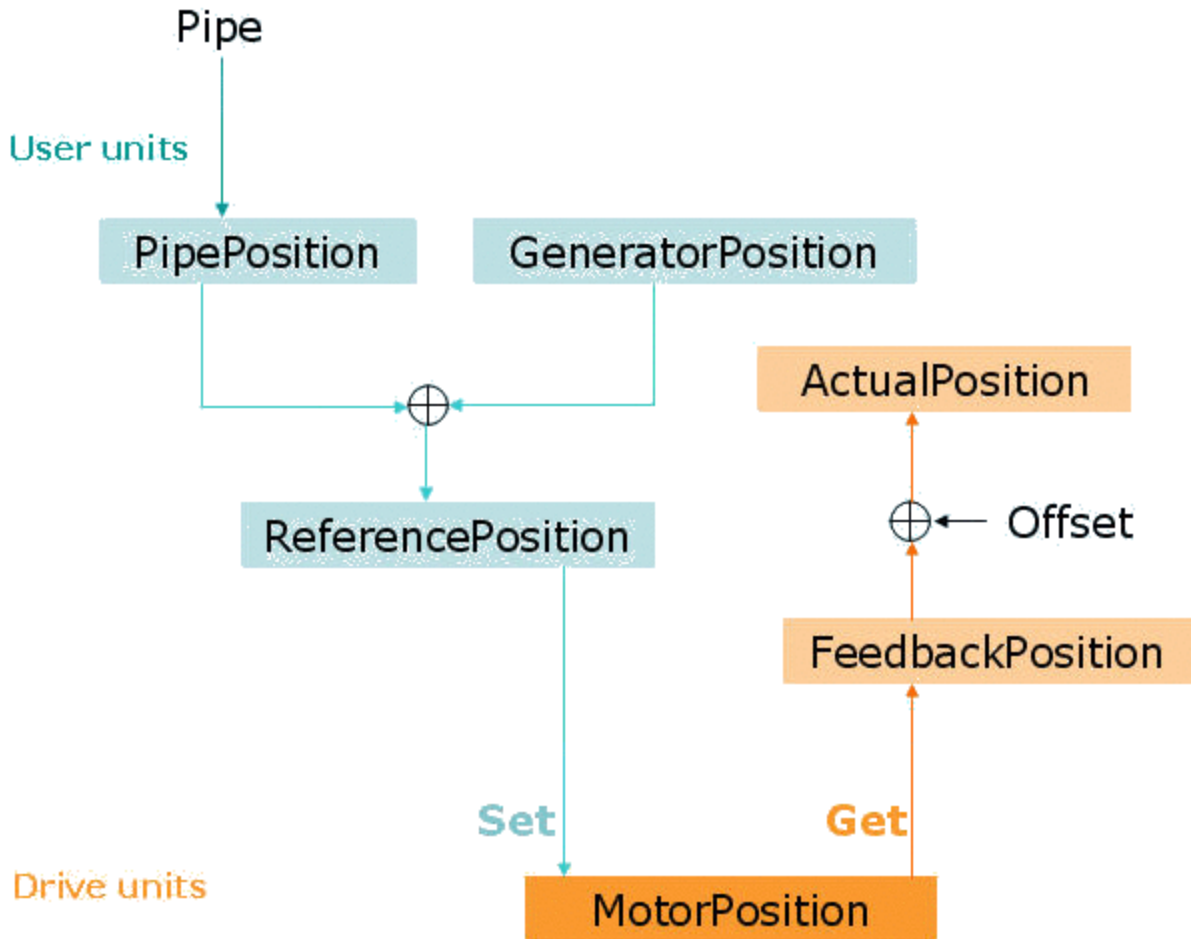 Pipe
User units
PipePosition
GeneratorPosition
ActualPosition
Offset
ReferencePosition
FeedbackPosition
Set
Get
Drive units
MotorPosition